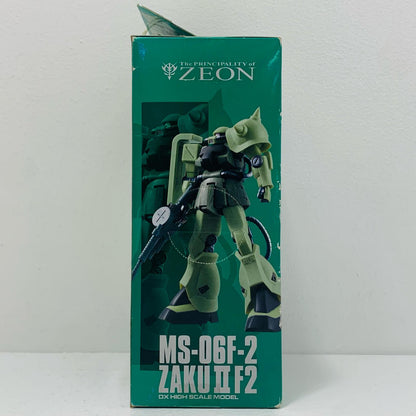 The PRINCIPALITY of
ZEON
MS-06F-2
ZAKU II F2
DX HIGH SCALE MODEL